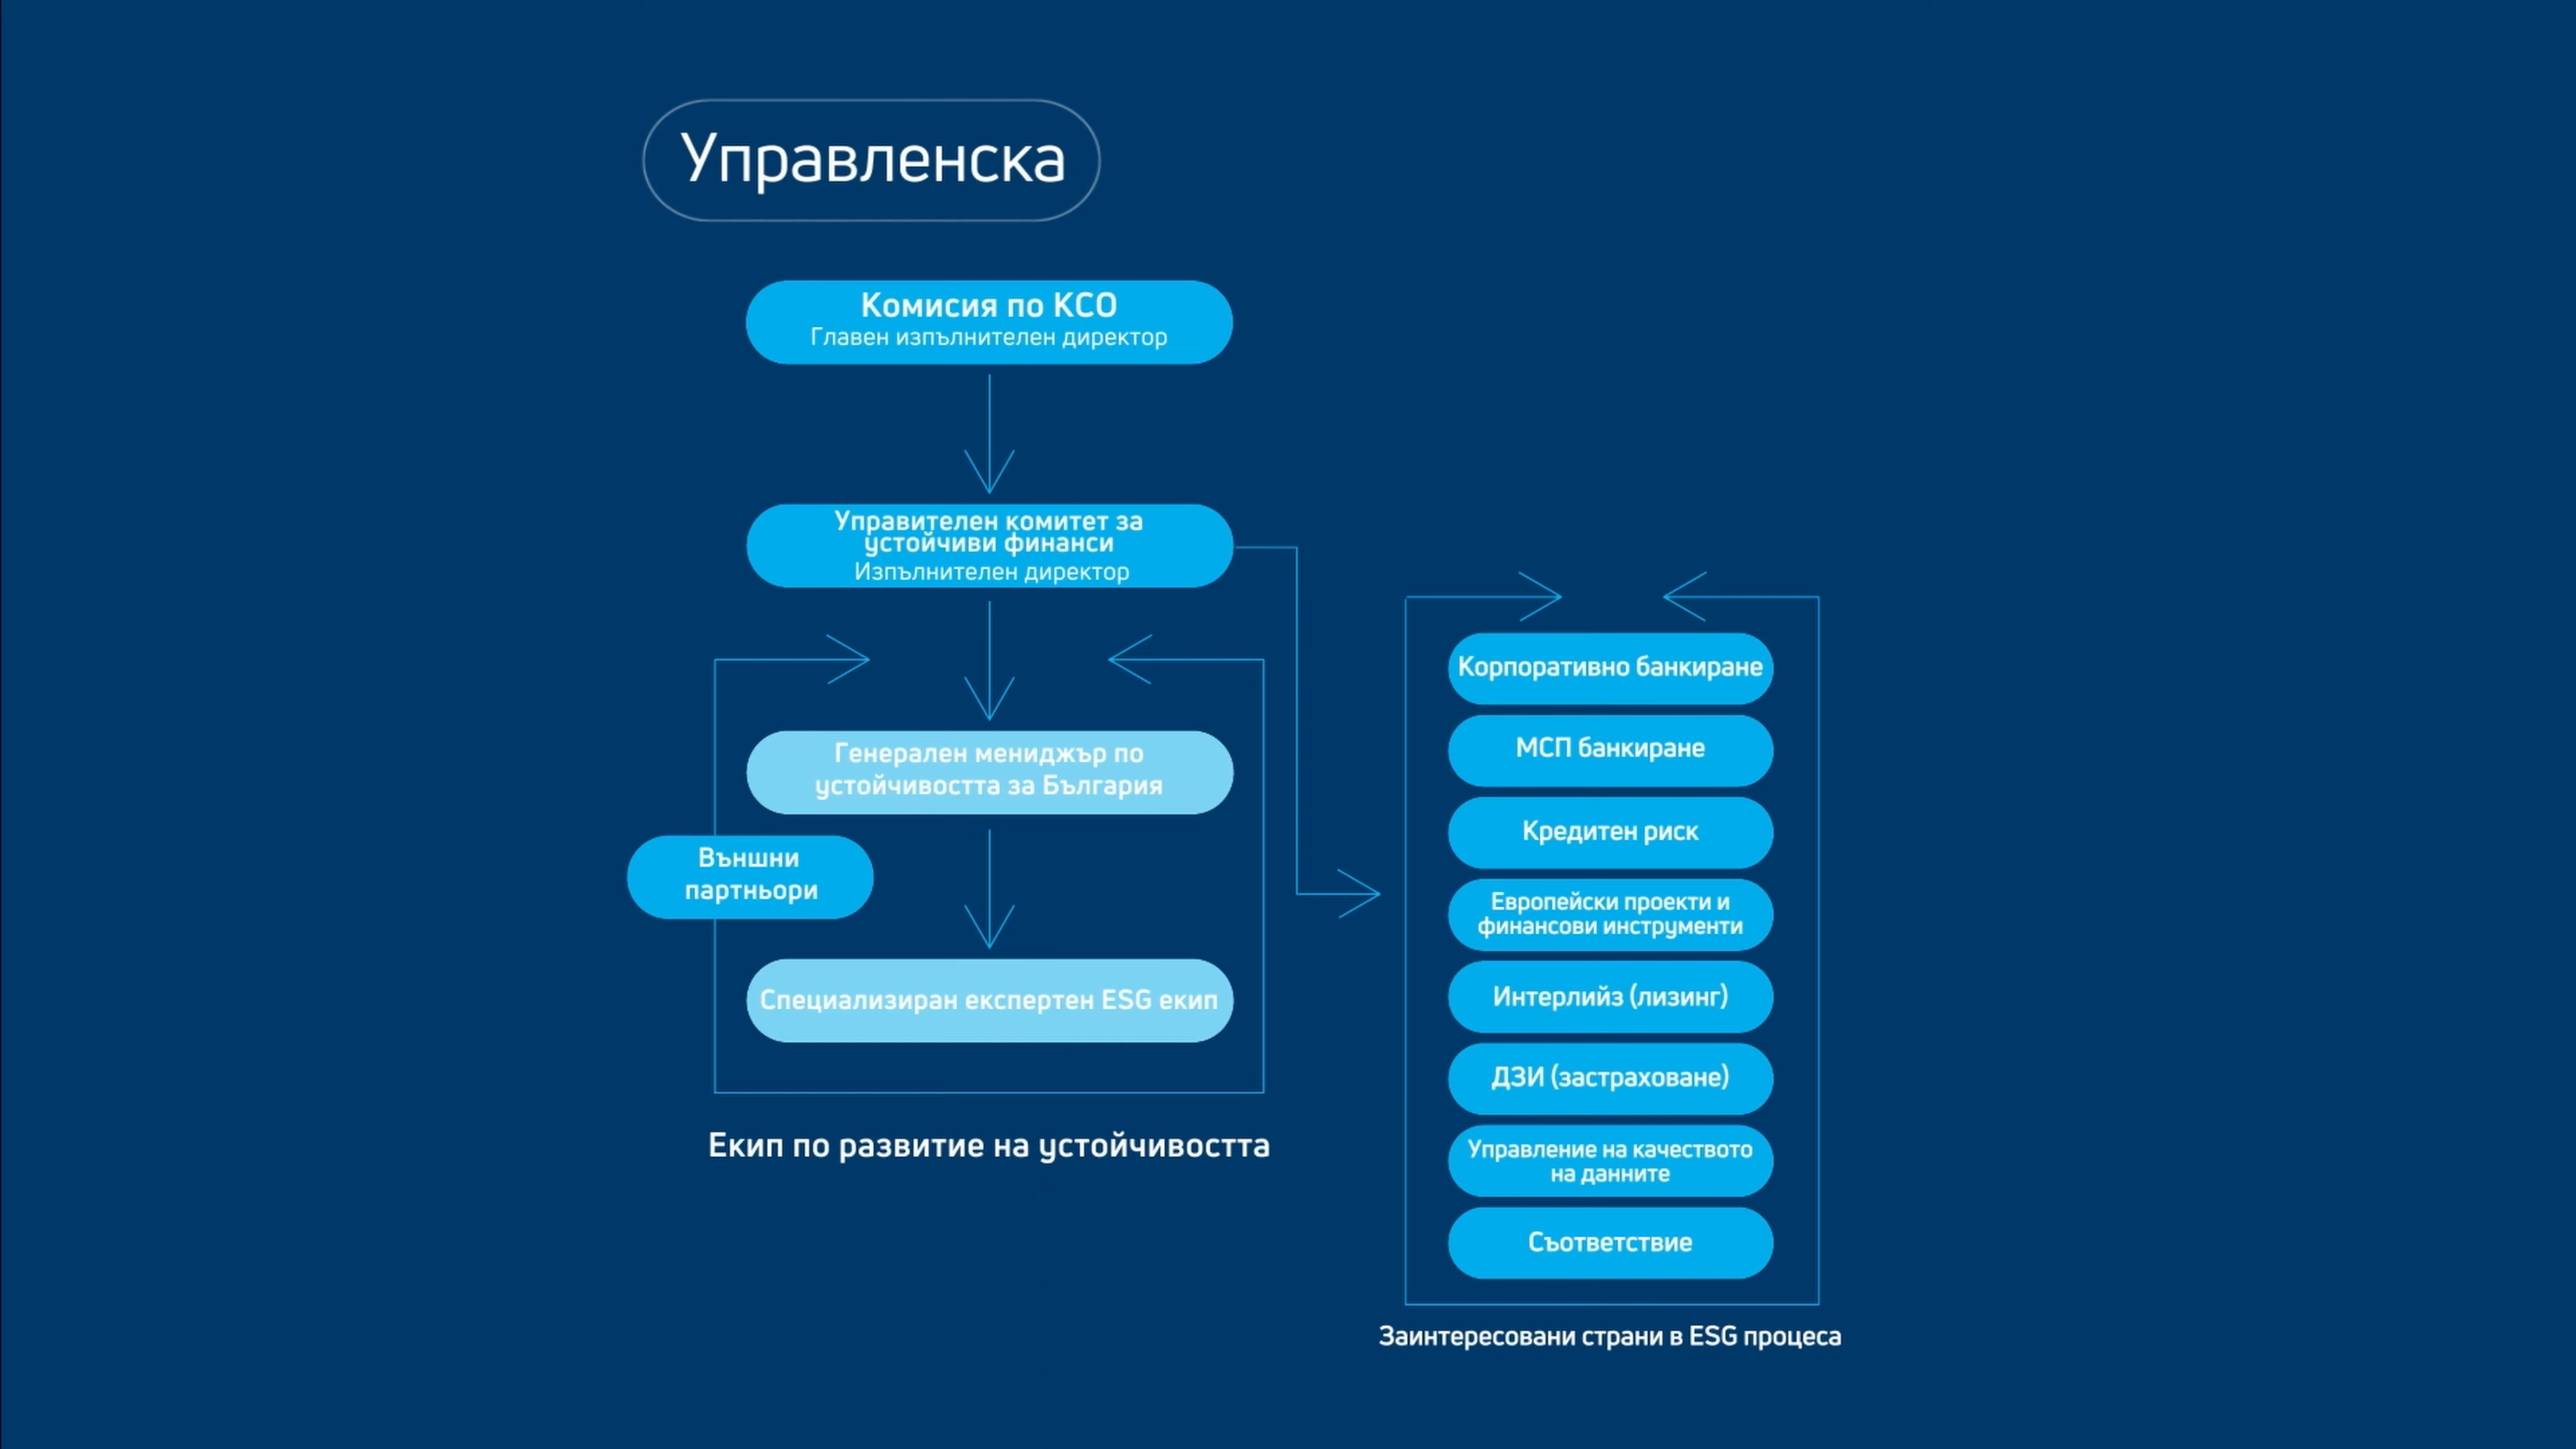 Управленска
Комисия по КСО
Главен изпълнителен директор
Управителен комитет за
устойчиви финанси
Изпълнителен директор
Генерален мениджър по
устойчивостта за България
Външни
партньори
Специализиран експертен ESG екип
Екип по развитие на устойчивостта
Корпоративно банкиране
МСП банкиране
Кредитен риск
Европейски проекти и
финансови инструменти
Интерлийз (лизинг)
ДЗИ (застраховане)
Управление на качеството
на данните
Съответствие
Заинтересовани страни в ESG процеса